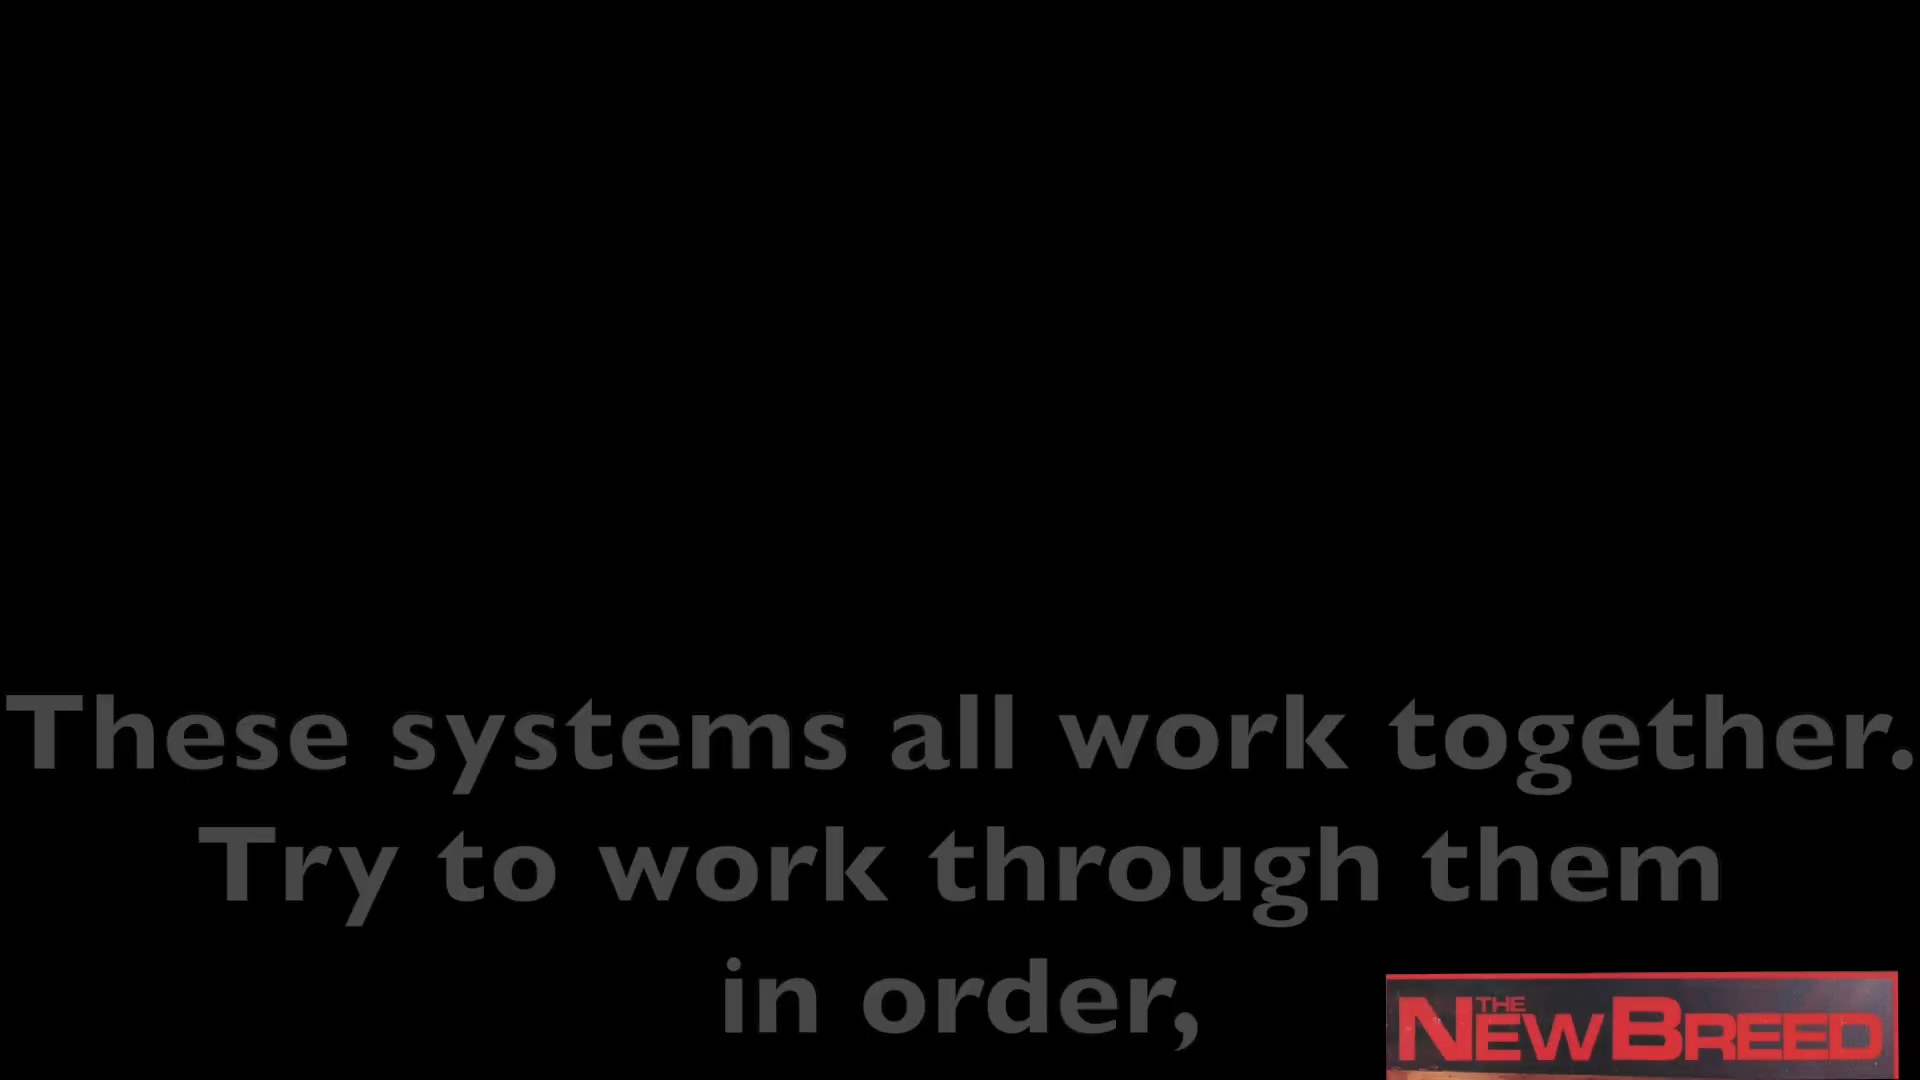 These systems all work together.
Try to work through them
in order,
THE
NEW BREED